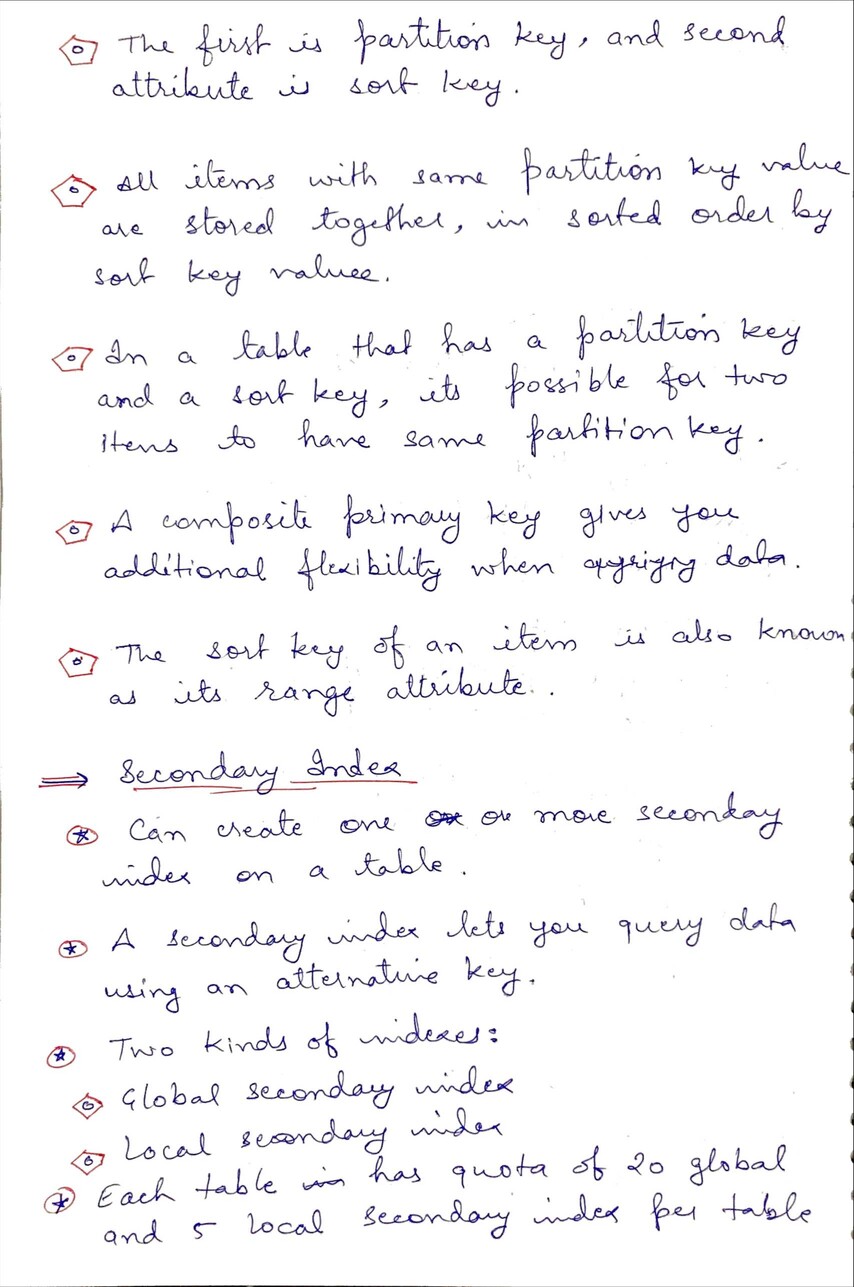 The first is partition key, and second
attribute is sort key.
All items with same partition key value
are stored together, in sorted order by
sort key valuee.
In a table that has a partition key
and a sort key, its possible for two
itens to have same partition key.
A composite primary key gives you
additional flexibility when data.
The sort key of an item is also known
as its range attribute..
⇒ Secondary Index
Can create one or more seconday
index on a table.
A secondary index lets you query data
using an alternative key.
Two kinds of indexes:
Global secondary index
Local secondary index
Each table has quota of 20 global
and 5 local secondary index per table